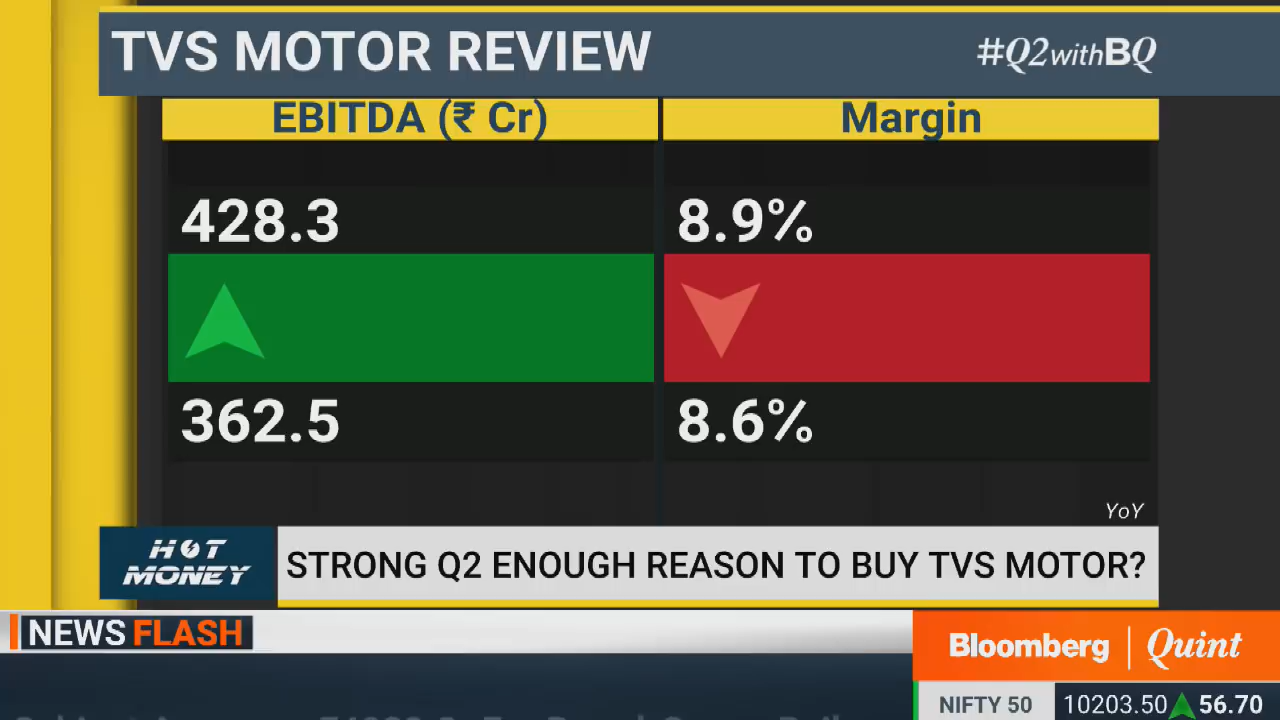 TVS MOTOR REVIEW
#Q2withBQ
EBITDA (₹ Cr)
Margin
428.3
8.9%
362.5
8.6%
YoY
HOT
MONEY
STRONG Q2 ENOUGH REASON TO BUY TVS MOTOR?
NEWS FLASH
Bloomberg | Quint
NIFTY 50
10203.50
56.70